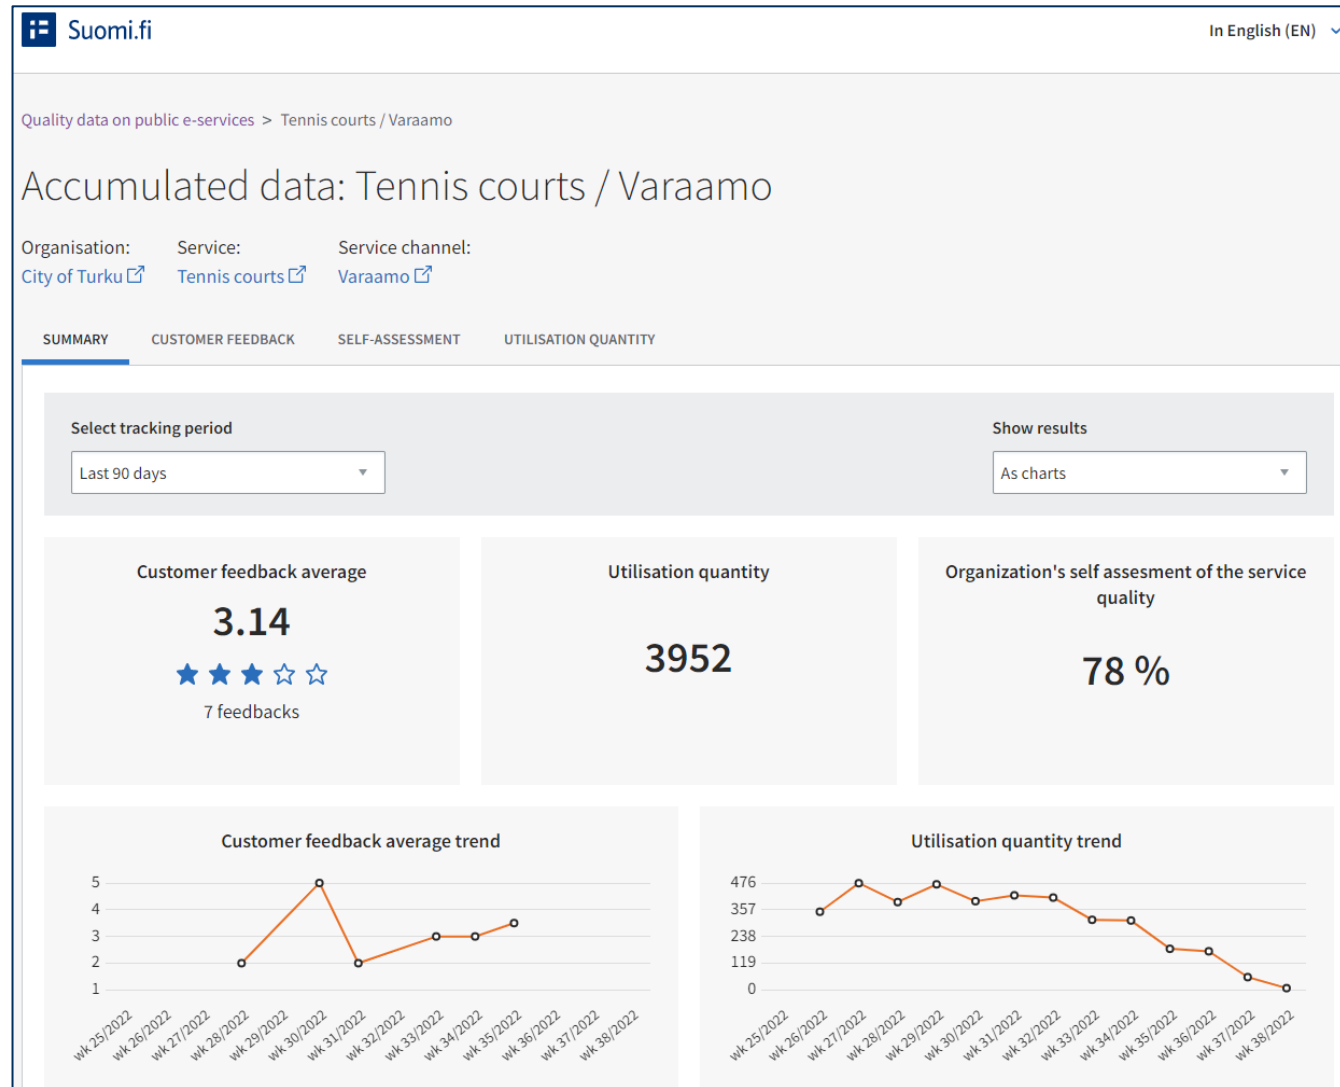 Suomi.fi
In English (EN)
Quality data on public e-services > Tennis courts / Varaamo
Accumulated data: Tennis courts / Varaamo
Organisation: Service: Service channel:
City of Turku Tennis courts Varaamo
SUMMARY CUSTOMER FEEDBACK SELF-ASSESSMENT UTILISATION QUANTITY
Select tracking period
Last 90 days
Show results
As charts
Customer feedback average
3.14
7 feedbacks
Utilisation quantity
3952
Organization's self assesment of the service
quality
78 %
Customer feedback average trend
5
4
3
2
1
wk 25/2022
wk 26/2022
wk 27/2022
wk 28/2022
wk 29/2022
wk 30/2022
wk 31/2022
wk 32/2022
wk 33/2022
wk 34/2022
wk 35/2022
wk 36/2022
wk 37/2022
wk 38/2022
Utilisation quantity trend
476
357
238
119
0
wk 25/2022
wk 26/2022
wk 27/2022
wk 28/2022
wk 29/2022
wk 30/2022
wk 31/2022
wk 32/2022
wk 33/2022
wk 34/2022
wk 35/2022
wk 36/2022
wk 37/2022
wk 38/2022